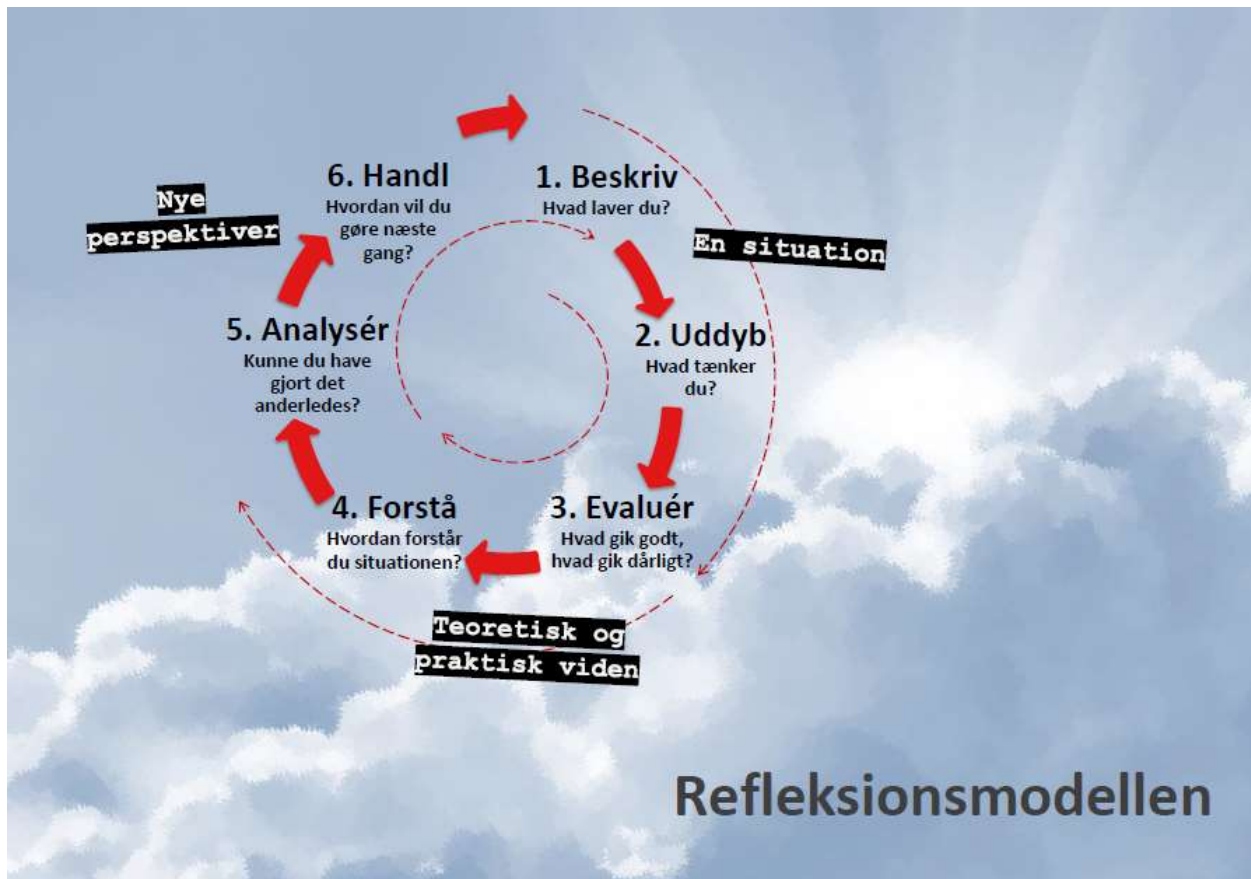 1. Beskriv
Hvad laver du?
En situation
2. Uddyb
Hvad tænker
du?
3. Evaluér
Hvad gik godt,
hvad gik dårligt?
Teoretisk og
praktisk viden
4. Forstå
Hvordan forstår
du situationen?
5. Analysér
Kunne du have
gjort det
anderledes?
Nye
perspektiver
6. Handl
Hvordan vil du
gøre næste
gang?
Refleksionsmodellen